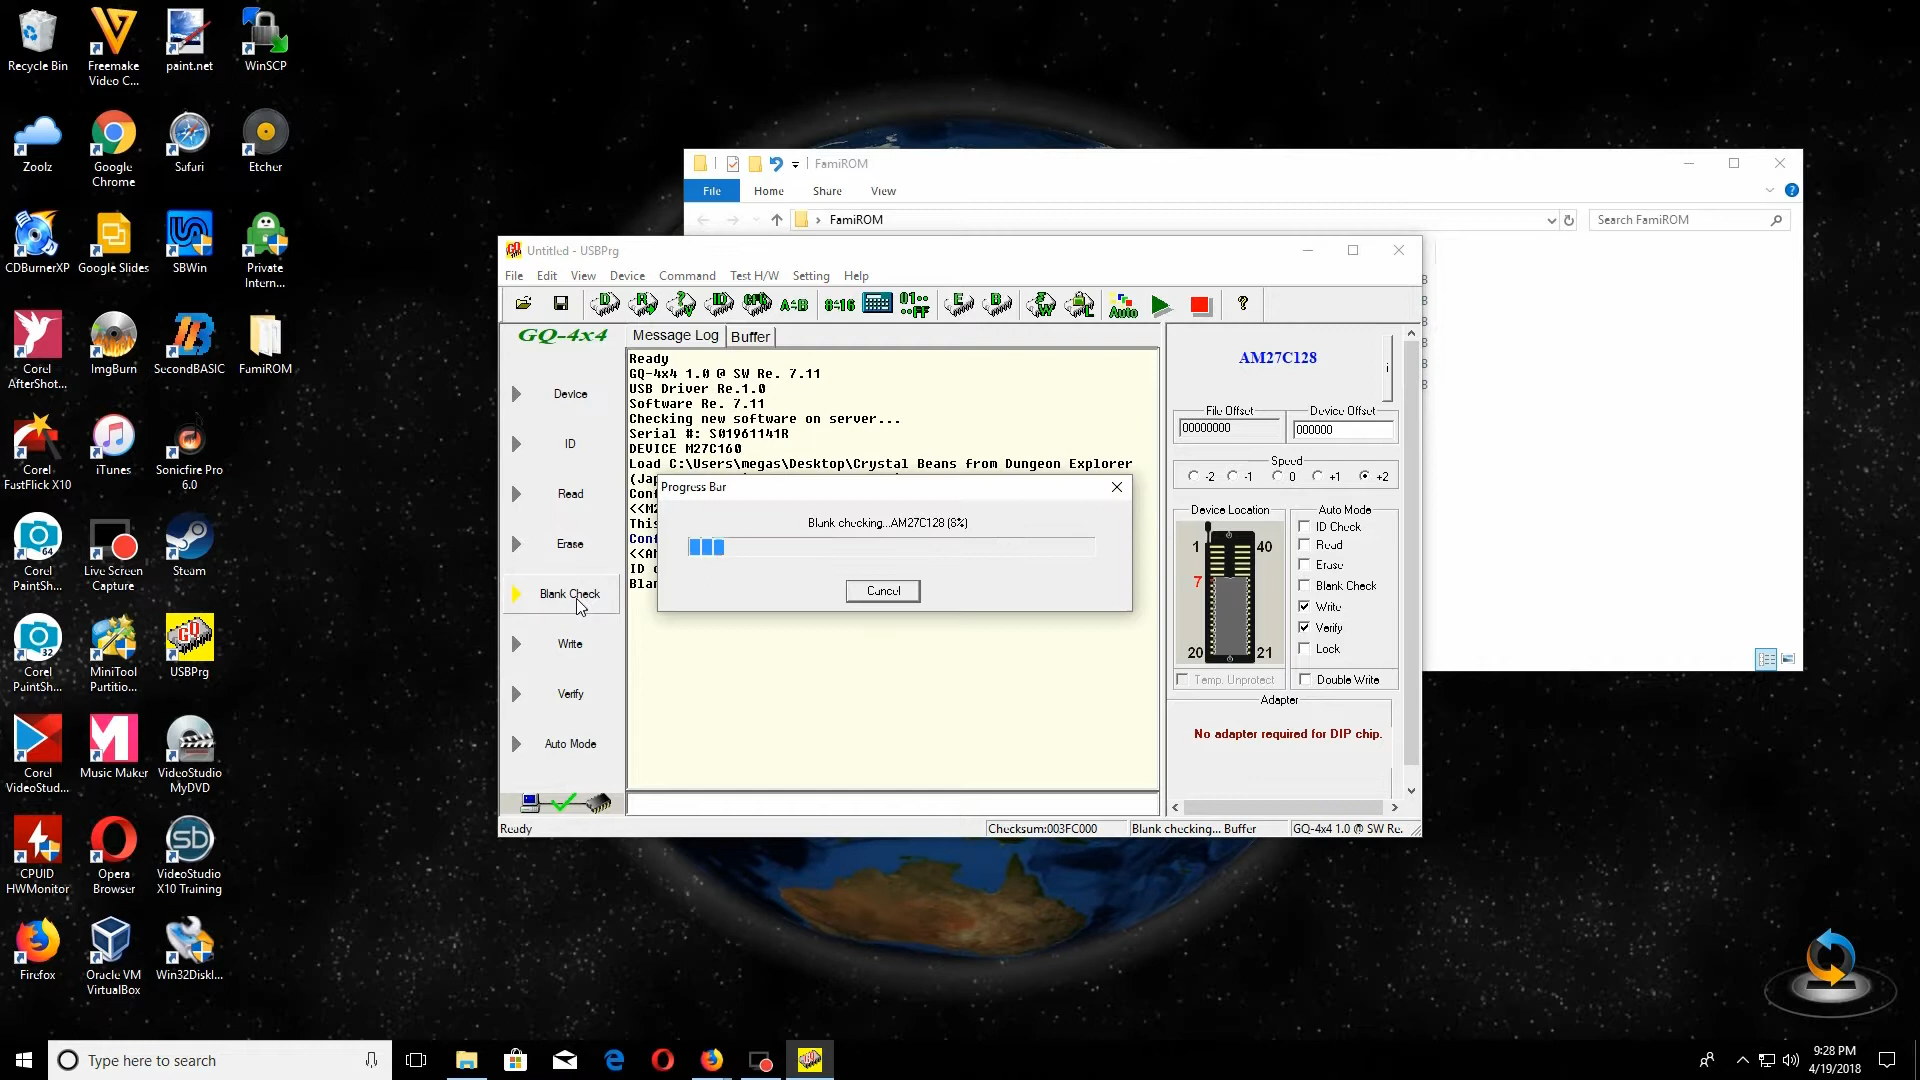 Recycle Bin
Freemake
Video C...
paint.net
WinSCP
Zoolz
Google
Chrome
Safari
Etcher
CDBurnerXP
Google Slides
SBWin
Private
Intern...
Corel
AfterShot...
ImgBurn
SecondBASIC
FamiROM
Corel
FastFlick X10
iTunes
Sonicfire Pro
6.0
Corel
PaintSh...
Live Screen
Capture
Steam
Corel
PaintSh...
MiniTool
Partitio...
USBPrg
Corel
VideoStud...
Music Maker
VideoStudio
MyDVD
CPUID
HWMonitor
Opera
Browser
VideoStudio
X10 Training
Firefox
Oracle VM
VirtualBox
Win32DiskI...
FamiROM
File
Home
Share
View
FamiROM
Search FamiROM
Untitled - USBPrg
File Edit View Device Command Test H/W Setting Help
GQ-4x4
Message Log
Buffer
Device
ID
Read
Erase
Blank Check
Write
Verify
Auto Mode
Ready
GQ-4x4 1.0 @ SW Re. 7.11
USB Driver Re.1.0
Software Re. 7.11
Checking new software on server...
Serial #: S01961141R
DEVICE M27C160
Load C:\Users\megas\Desktop\Crystal Beans from Dungeon Explorer
(Jap
Conf
<<M2
This
Conf
<<AM
ID c
Blan
Progress Bar
Blank checking...AM27C128 (8%)
Cancel
AM27C128
i
File Offset
00000000
Device Offset
000000
Speed
-2 -1 0 +1 +2
Device Location
1 40
7
20 21
Temp. Unprotect
Auto Mode
ID Check
Read
Erase
Blank Check
Write
Verify
Lock
Double Write
Adapter
No adapter required for DIP chip.
Ready
Checksum:003FC000
Blank checking... Buffer
GQ-4x4 1.0 @ SW Re.
Type here to search
9:28 PM
4/19/2018